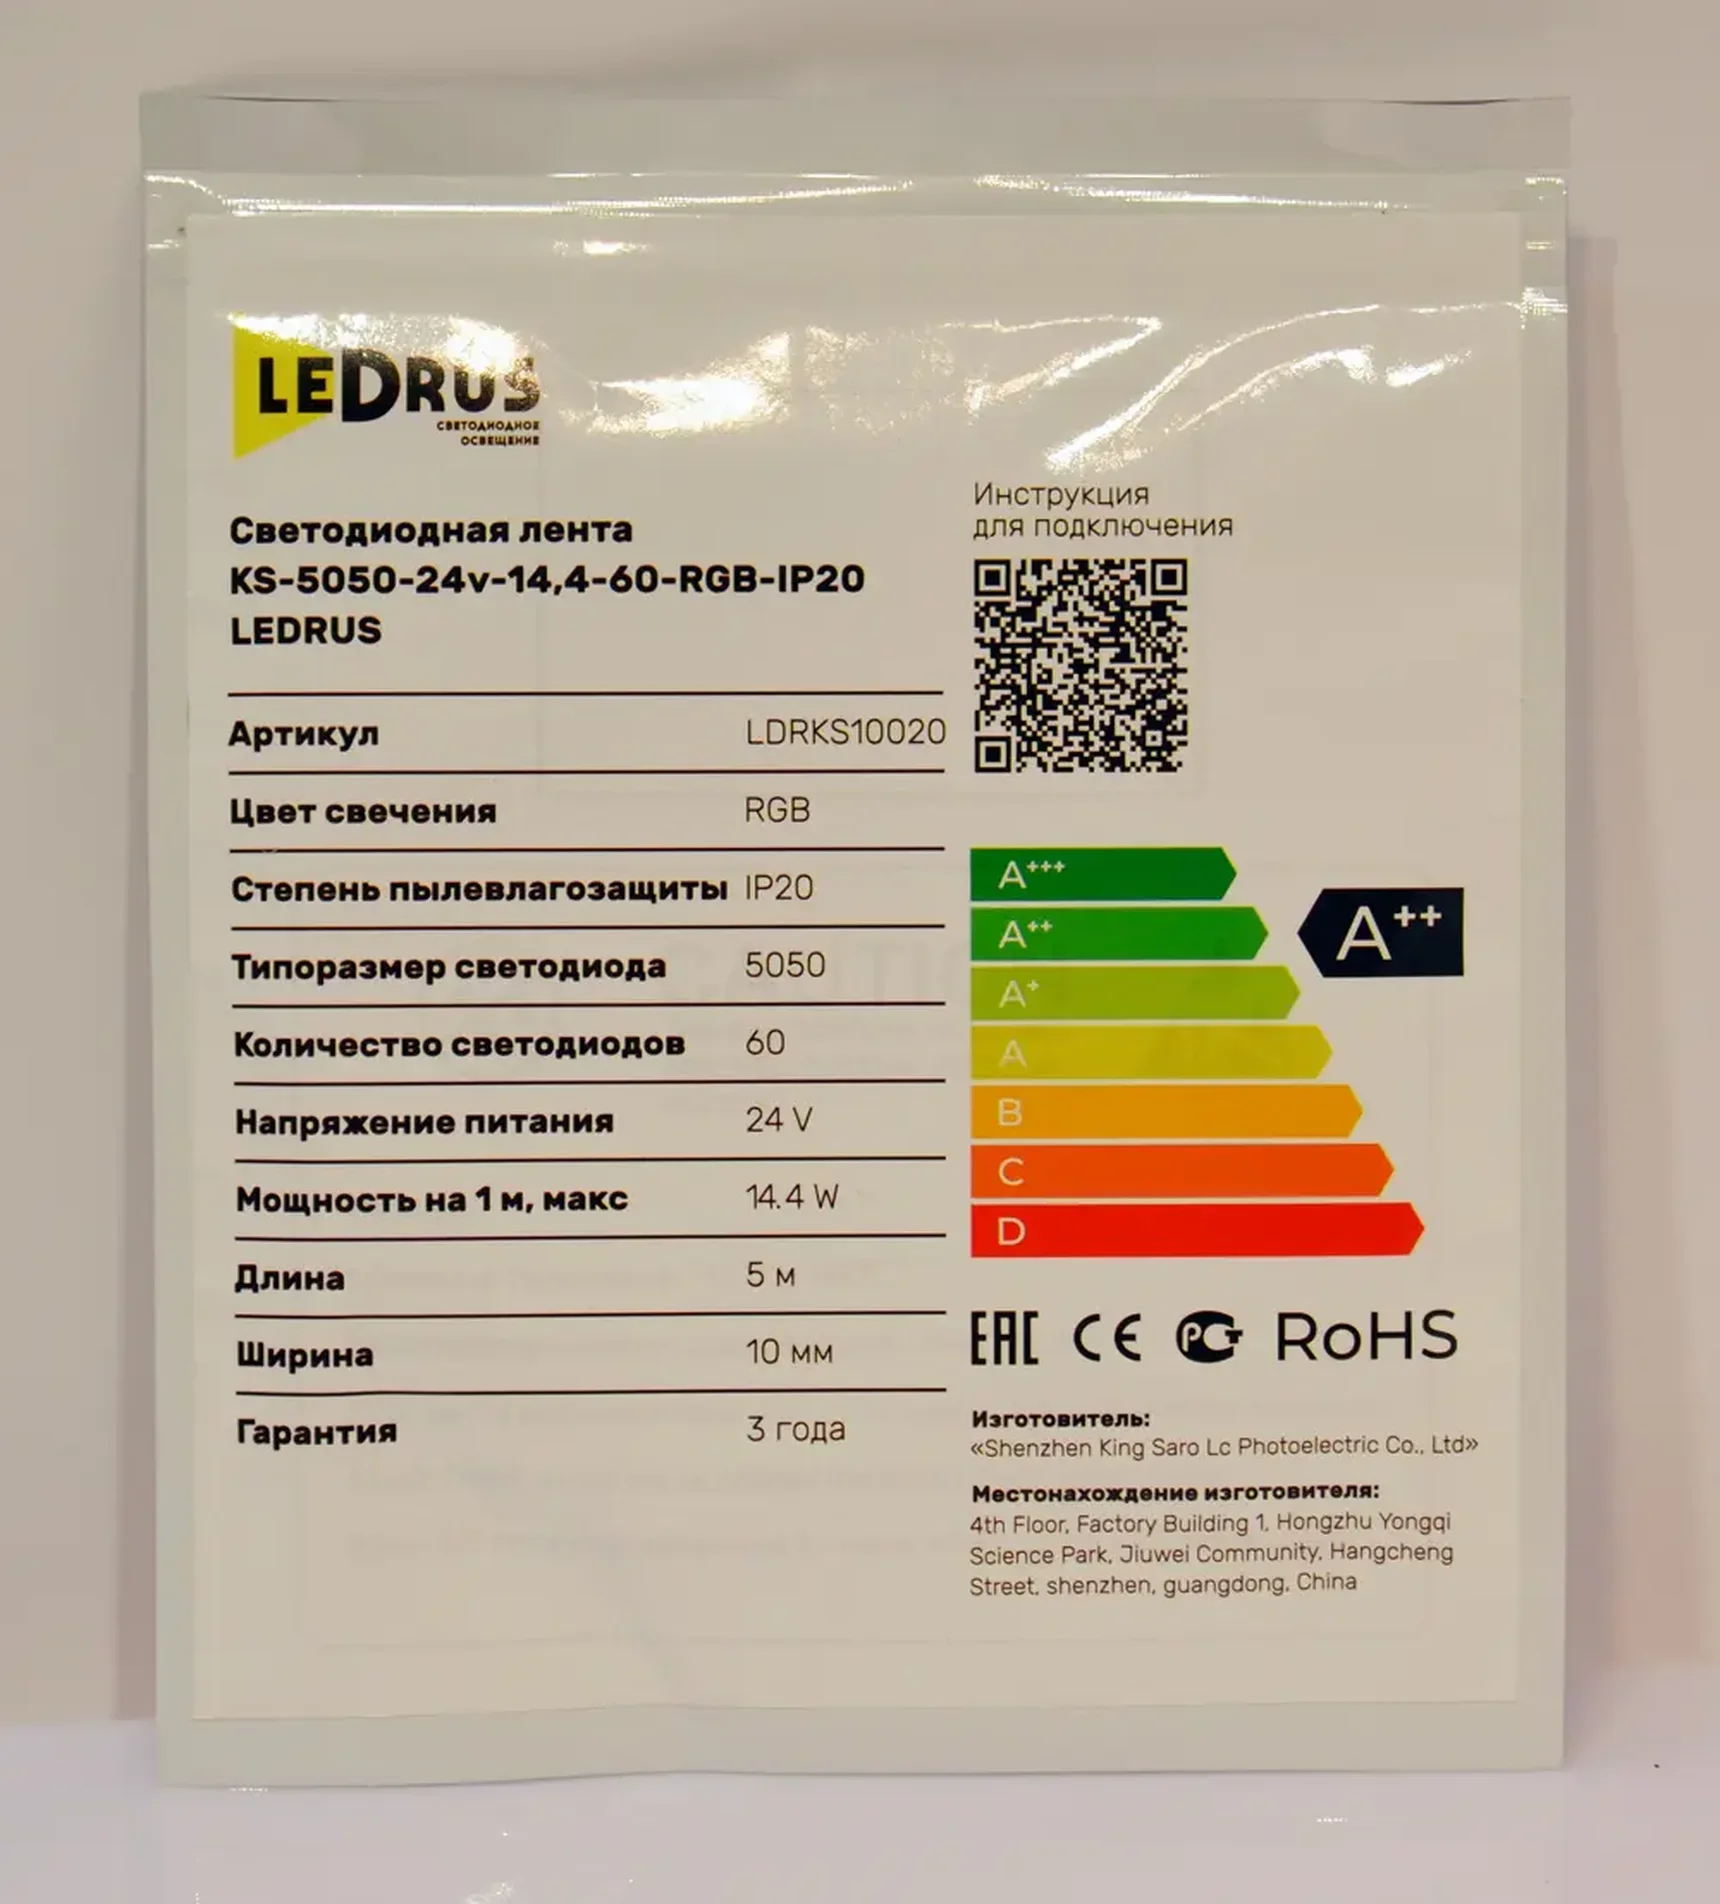 LEDRUS
СВЕТОДИОДНОЕ
ОСВЕЩЕНИЕ
Светодиодная лента
KS-5050-24v-14,4-60-RGB-IP20
LEDRUS
Артикул LDRKS10020
Цвет свечения RGB
Степень пылевлагозащиты IP20
Типоразмер светодиода 5050
Количество светодиодов 60
Напряжение питания 24 V
Мощность на 1 м, макс 14.4 W
Длина 5 м
Ширина 10 мм
Гарантия 3 года
Инструкция
для подключения
A+++
A++
A++
A+
A
B
C
D
EAC CE РСТ RoHS
Изготовитель:
«Shenzhen King Saro Lc Photoelectric Co., Ltd»
Местонахождение изготовителя:
4th Floor, Factory Building 1, Hongzhu Yongqi
Science Park, Jiuwei Community, Hangcheng
Street, shenzhen, guangdong, China